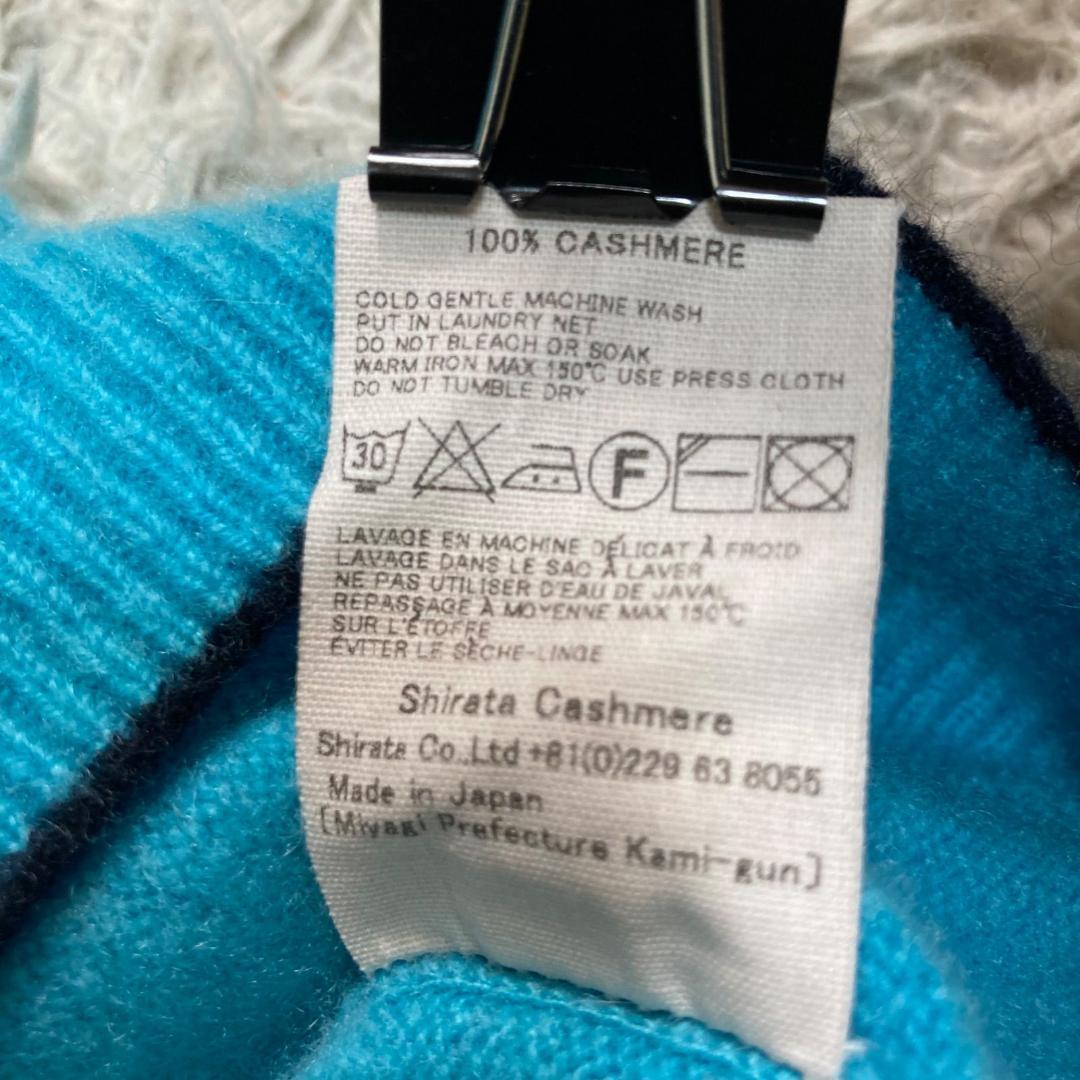 100% CASHMERE
COLD GENTLE MACHINE WASH
PUT IN LAUNDRY NET
DO NOT BLEACH OR SOAK
WARM IRON MAX 150℃ USE PRESS CLOTH
DO NOT TUMBLE DRY
30 F
LAVAGE EN MACHINE DÉLICAT À FROID
LAVAGE DANS LE SAC À LAVER
NE PAS UTILISER D'EAU DE JAVAL
REPASSAGE À MOYENNE MAX 150℃
SUR L'ÉTOFFE
ÉVITER LE SÈCHE-LINGE
Shirata Cashmere
Shirata Co.,Ltd +81(0)229 63 8055
Made in Japan
[Miyagi Prefecture Kami-gun]